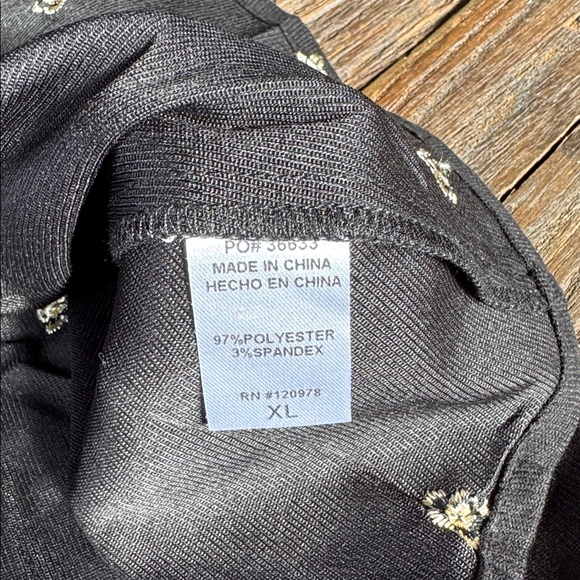 PO# 36633
MADE IN CHINA
HECHO EN CHINA
97%POLYESTER
3%SPANDEX
RN #120978
XL